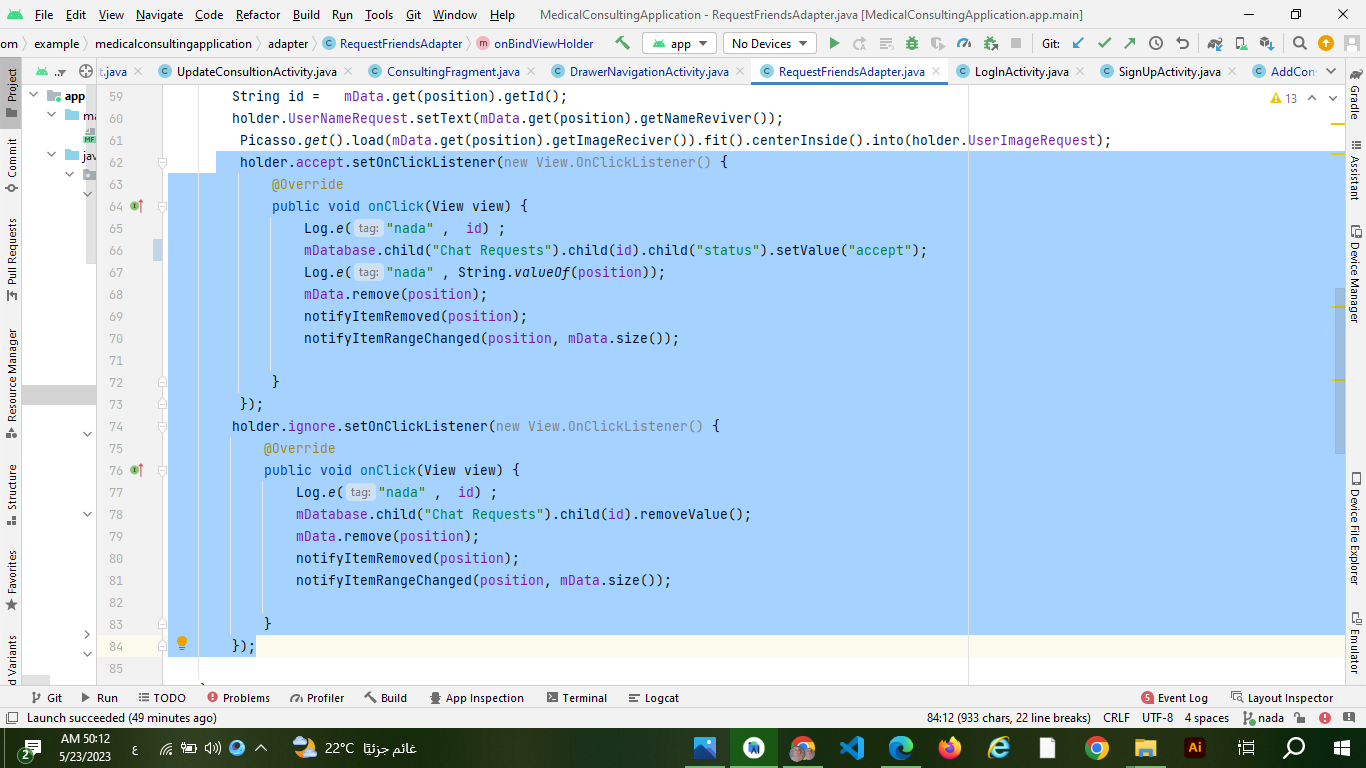 File Edit View Navigate Code Refactor Build Run Tools Git Window Help MedicalConsultingApplication - RequestFriendsAdapter.java [MedicalConsultingApplication.app.main]
om example medicalconsultingapplication adapter RequestFriendsAdapter onBindViewHolder app No Devices Git:
t.java UpdateConsultionActivity.java ConsultingFragment.java DrawerNavigationActivity.java RequestFriendsAdapter.java LogInActivity.java SignUpActivity.java AddCon
Project
Commit
Pull Requests
Resource Manager
Structure
Favorites
d Variants
app
ma
MF
jav
13
59 String id = mData.get(position).getId();
60 holder.UserNameRequest.setText(mData.get(position).getNameReviver());
61 Picasso.get().load(mData.get(position).getImageReciver()).fit().centerInside().into(holder.UserImageRequest);
62 holder.accept.setOnClickListener(new View.OnClickListener() {
63 @Override
64 public void onClick(View view) {
65 Log.e( tag: "nada" , id) ;
66 mDatabase.child("Chat Requests").child(id).child("status").setValue("accept");
67 Log.e( tag: "nada" , String.valueOf(position));
68 mData.remove(position);
69 notifyItemRemoved(position);
70 notifyItemRangeChanged(position, mData.size());
71
72 }
73 });
74 holder.ignore.setOnClickListener(new View.OnClickListener() {
75 @Override
76 public void onClick(View view) {
77 Log.e( tag: "nada" , id) ;
78 mDatabase.child("Chat Requests").child(id).removeValue();
79 mData.remove(position);
80 notifyItemRemoved(position);
81 notifyItemRangeChanged(position, mData.size());
82
83 }
84 });
85
Gradle
Assistant
Device Manager
Device File Explorer
Emulator
Git Run TODO Problems Profiler Build App Inspection Terminal Logcat 5 Event Log Layout Inspector
Launch succeeded (49 minutes ago) 84:12 (933 chars, 22 line breaks) CRLF UTF-8 4 spaces nada
2 AM 50:12 ع 22°C غائم جزئيًا Ai
5/23/2023